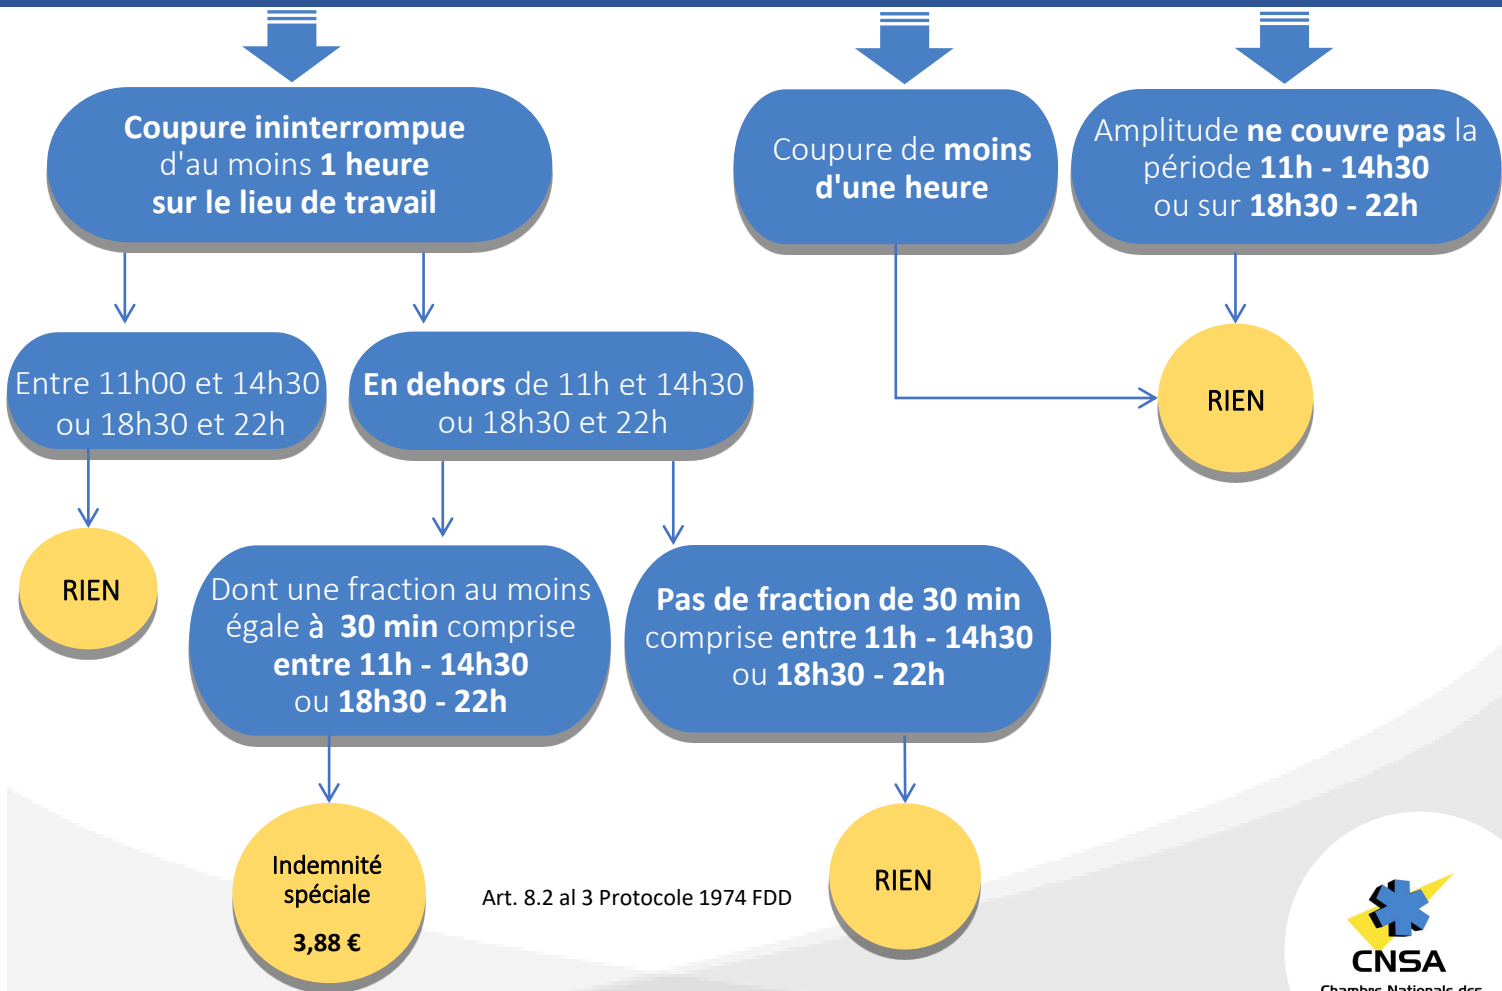 Coupure ininterrompue
d'au moins 1 heure
sur le lieu de travail
Coupure de moins
d'une heure
Amplitude ne couvre pas la
période 11h - 14h30
ou sur 18h30 - 22h
Entre 11h00 et 14h30
ou 18h30 et 22h
En dehors de 11h et 14h30
ou 18h30 et 22h
RIEN
RIEN
Dont une fraction au moins
égale à 30 min comprise
entre 11h - 14h30
ou 18h30 - 22h
Pas de fraction de 30 min
comprise entre 11h - 14h30
ou 18h30 - 22h
Indemnité
spéciale
3,88 €
Art. 8.2 al 3 Protocole 1974 FDD
RIEN
CNSA
Chambre Nationale des